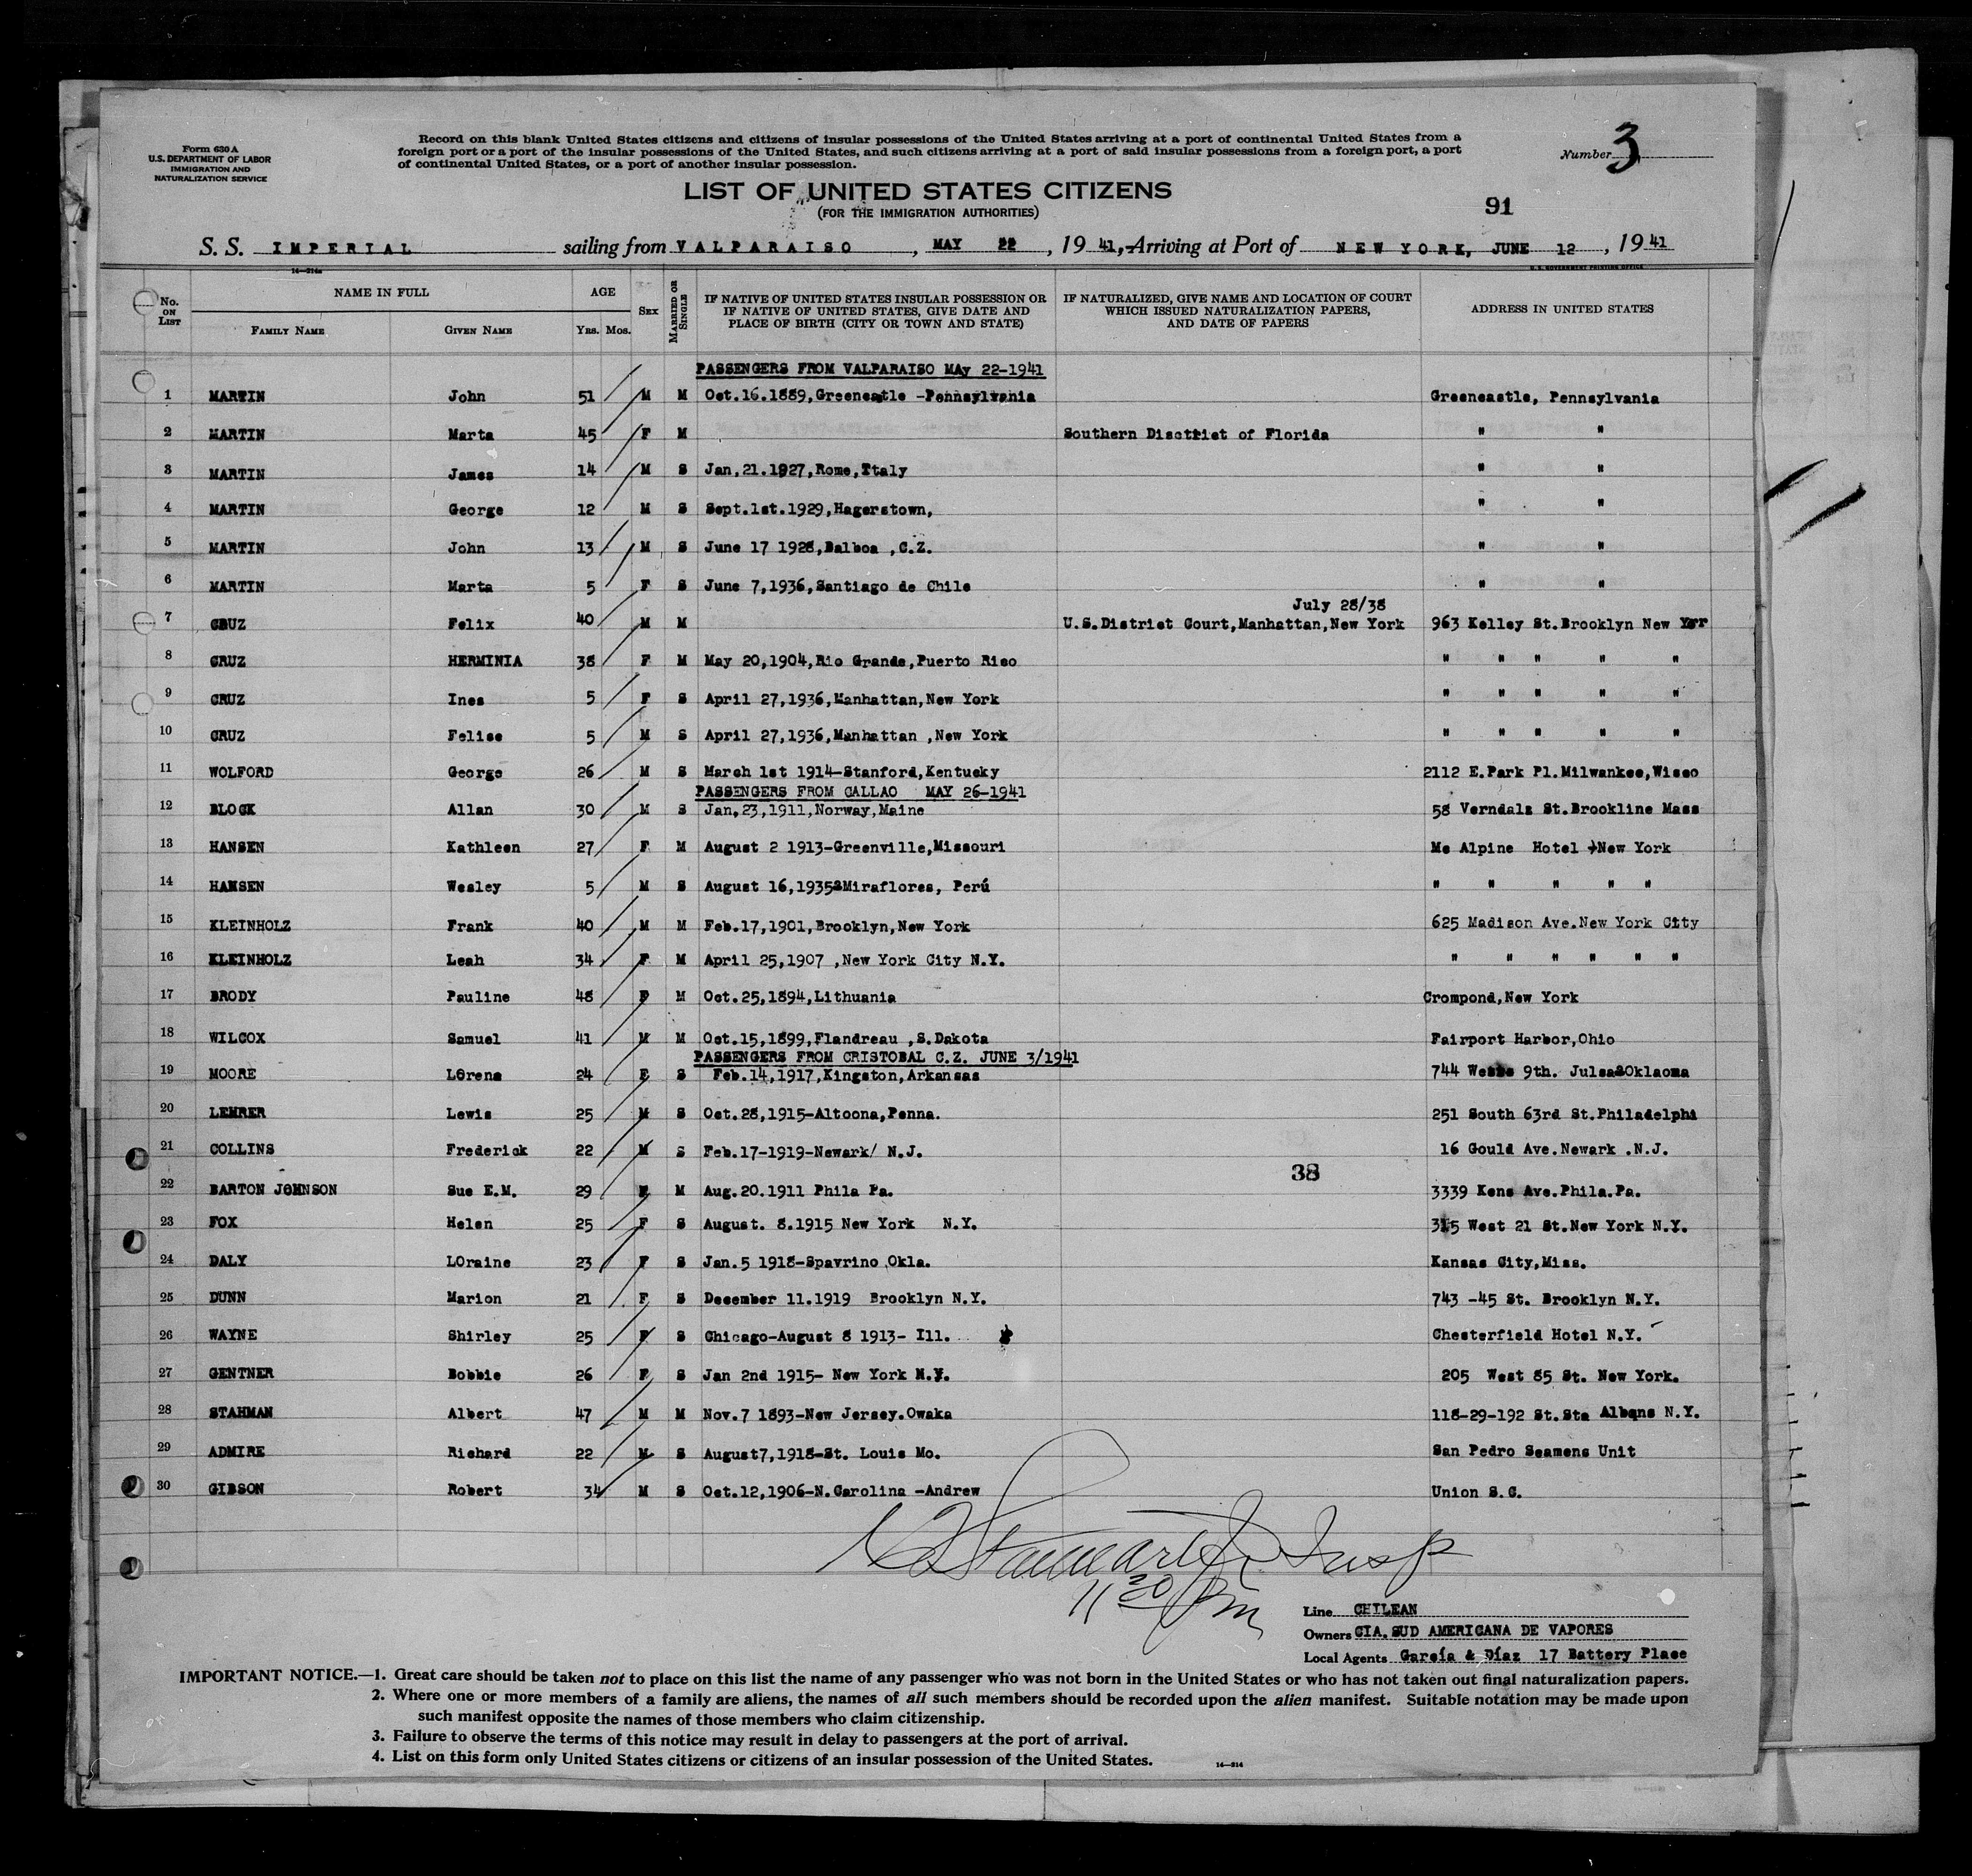 Form 630 A
U.S. DEPARTMENT OF LABOR
IMMIGRATION AND
NATURALIZATION SERVICE
Record on this blank United States citizens and citizens of insular possessions of the United States arriving at a port of continental United States from a
foreign port or a port of the insular possessions of the United States, and such citizens arriving at a port of said insular possessions from a foreign port, a port
of continental United States, or a port of another insular possession.
Number 3
LIST OF UNITED STATES CITIZENS
(FOR THE IMMIGRATION AUTHORITIES)
91
S. S. IMPERIAL sailing from VALPARAISO, MAY 22, 19 41, Arriving at Port of NEW YORK, JUNE 12, 19 41
14—214a U. S. GOVERNMENT PRINTING OFFICE
No. ON LIST NAME IN FULL FAMILY NAME GIVEN NAME AGE Yrs. Mos. SEX MARRIED OR SINGLE IF NATIVE OF UNITED STATES INSULAR POSSESSION OR IF NATIVE OF UNITED STATES, GIVE DATE AND PLACE OF BIRTH (CITY OR TOWN AND STATE) IF NATURALIZED, GIVE NAME AND LOCATION OF COURT WHICH ISSUED NATURALIZATION PAPERS, AND DATE OF PAPERS ADDRESS IN UNITED STATES
PASSENGERS FROM VALPARAISO MAy 22-1941
1 MARTIN John 51 M M Oct.16.1889,Greencatle -Pennsylvania Greencastle, Pennsylvania
2 MARTIN Marta 45 F M Southern Disctrict of Florida " "
3 MARTIN James 14 M S Jan,21.1927,Rome,Italy " "
4 MARTIN George 12 M S Sept.1st.1929,Hagerstown, " "
5 MARTIN John 13 M S June 17 1928,Balboa ,C.Z. " "
6 MARTIN Marta 5 F S June 7,1936,Santiago de Chile " "
July 28/38
7 CRUZ Felix 40 M M U.S.District Court,Manhattan,New York 963 Kelley St.Brooklyn New Yrr
8 CRUZ HERMINIA 38 F M May 20,1904,Rio Grande,Puerto Rico " " " " "
9 CRUZ Ines 5 F S April 27,1936,Manhattan,New York " " " " "
10 CRUZ Felise 5 M S April 27,1936,Manhattan ,New York " " " " "
11 WOLFORD George 26 M S March 1st 1914-Stanford,Kentucky 2112 E.Park Pl.Milwankee,Wisco
PASSENGERS FROM CALLAO MAY 26-1941
12 BLOCK Allan 30 M S Jan.23,1911,Norway,Maine 58 Verndals St.Brookline Mass
13 HANSEN Kathleen 27 F M August 2 1913-Greenville,Missouri Mc Alpine Hotel New York
14 HANSEN Wesley 5 M S August 16,1935 Miraflores, Perú " " " " "
15 KLEINHOLZ Frank 40 M M Feb.17,1901,Brooklyn,New York 625 Madison Ave.New York City
16 KLEINHOLZ Leah 34 F M April 25,1907 ,New York City N.Y. " " " " " "
17 BRODY Pauline 48 F M Oct.25,1894,Lithuania Crompond,New York
18 WILCOX Samuel 41 M M Oct.15,1899,Flandreau ,S.Dakota Fairport Harbor,Ohio
PASSENGERS FROM CRISTOBAL C.Z. JUNE 3/1941
19 MOORE LOrena 24 F S Feb.14,1917,Kingston,Arkansas 744 9th. Julsa Oklaoma
20 LEHRER Lewis 25 M S Oct.28,1915-Altoona,Penna. 251 South 63rd St.Philadelphi
21 COLLINS Frederick 22 M S Feb.17-1919-Newark/ N.J. 16 Gould Ave.Newark .N.J.
38
22 BARTON JOHNSON Sue E.M. 29 F M Aug.20.1911 Phila Pa. 3339 Kens Ave.Phila.Pa.
23 FOX Helen 25 F S August. 8.1915 New York N.Y. 315 West 21 St.New York N.Y.
24 DALY LOraine 23 F S Jan.5 1918-Spavrino Okla. Kansas City,Miss.
25 DUNN Marion 21 F S December 11.1919 Brooklyn N.Y. 743 -45 St. Brooklyn N.Y.
26 WAYNE Shirley 25 F S Chicago-August 8 1913- Ill. Chesterfield Hotel N.Y.
27 GENTNER Bobbie 26 F S Jan 2nd 1915- New York N.Y. 205 West 85 St. New York.
28 STAHMAN Albert 47 M M Nov.7 1893-New Jersey.Owaka 118-29-192 St.Sta Albans N.Y.
29 ADMIRE Richard 22 M S August7,1918-St. Louis Mo. San Pedro Seamens Unit
30 GIBSON Robert 34 M S Oct.12,1906-N.Carolina -Andrew Union S.C.
Insp
11 20 pm
Line CHILEAN
Owners CIA. SUD AMERICANA DE VAPORES
Local Agents García & Díaz 17 Battery Place
IMPORTANT NOTICE.—1. Great care should be taken not to place on this list the name of any passenger who was not born in the United States or who has not taken out final naturalization papers.
2. Where one or more members of a family are aliens, the names of all such members should be recorded upon the alien manifest. Suitable notation may be made upon
such manifest opposite the names of those members who claim citizenship.
3. Failure to observe the terms of this notice may result in delay to passengers at the port of arrival.
4. List on this form only United States citizens or citizens of an insular possession of the United States.
14—214